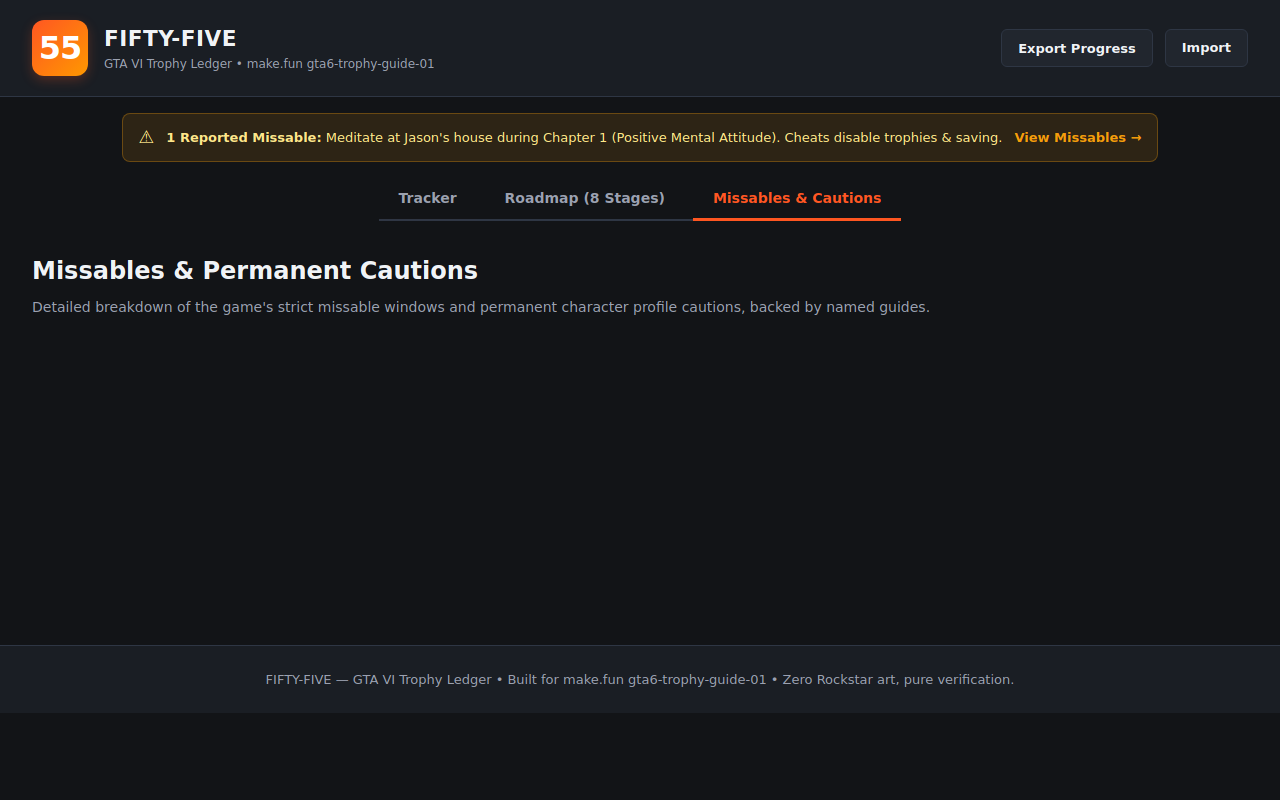 55
FIFTY-FIVE
GTA VI Trophy Ledger • make.fun gta6-trophy-guide-01
Export Progress
Import
⚠ 1 Reported Missable: Meditate at Jason's house during Chapter 1 (Positive Mental Attitude). Cheats disable trophies & saving. View Missables →
Tracker
Roadmap (8 Stages)
Missables & Cautions
Missables & Permanent Cautions
Detailed breakdown of the game's strict missable windows and permanent character profile cautions, backed by named guides.
FIFTY-FIVE — GTA VI Trophy Ledger • Built for make.fun gta6-trophy-guide-01 • Zero Rockstar art, pure verification.